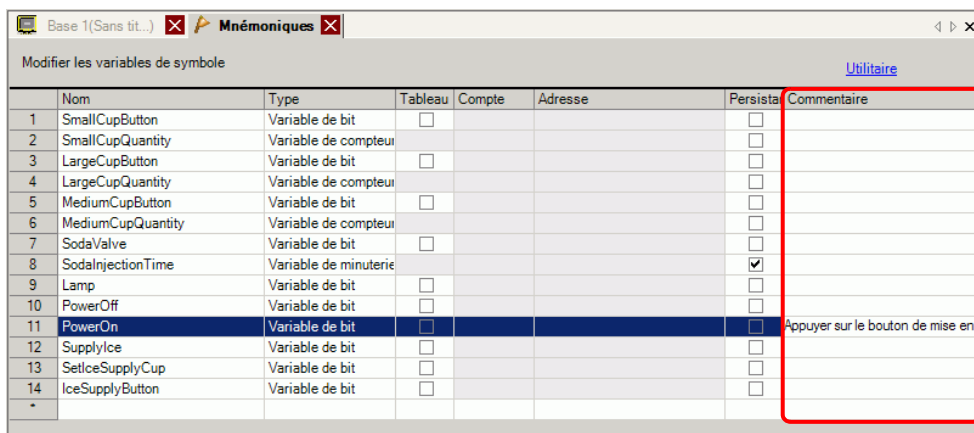 Base 1(Sans tit...) Mnémoniques
Modifier les variables de symbole
Utilitaire
Nom Type Tableau Compte Adresse Persistar Commentaire
1 SmallCupButton Variable de bit
2 SmallCupQuantity Variable de compteur
3 LargeCupButton Variable de bit
4 LargeCupQuantity Variable de compteur
5 MediumCupButton Variable de bit
6 MediumCupQuantity Variable de compteur
7 SodaValve Variable de bit
8 SodaInjectionTime Variable de minuterie
9 Lamp Variable de bit
10 PowerOff Variable de bit
11 PowerOn Variable de bit Appuyer sur le bouton de mise en
12 SupplyIce Variable de bit
13 SetIceSupplyCup Variable de bit
14 IceSupplyButton Variable de bit
*